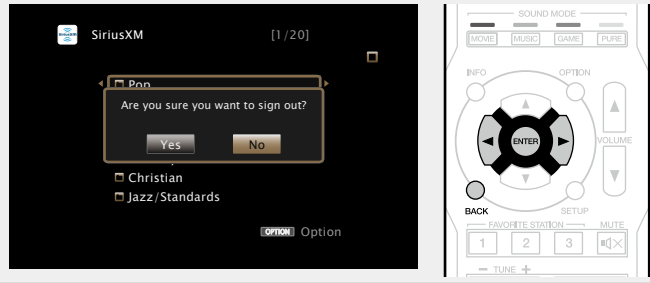 SiriusXM [1/20]
Pop
Are you sure you want to sign out?
Yes No
Christian
Jazz/Standards
OPTION Option
SOUND MODE
MOVIE MUSIC GAME PURE
INFO OPTION
ENTER
VOLUME
BACK SETUP
FAVORITE STATION MUTE
1 2 3
- TUNE +